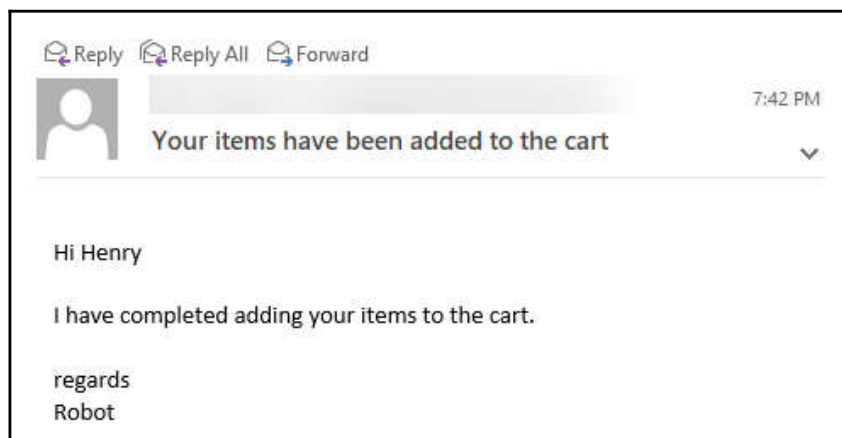 Reply Reply All Forward
7:42 PM
Your items have been added to the cart
Hi Henry
I have completed adding your items to the cart.
regards
Robot